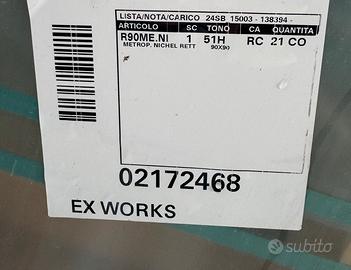 LISTA/NOTA/CARICO 24SB 15003 - 138394 -
ARTICOLO SC TONO CA QUANTITA
R90ME.NI 1 51H RC 21 CO
METROP. NICHEL RETT 90X90
02172468
EX WORKS
subito